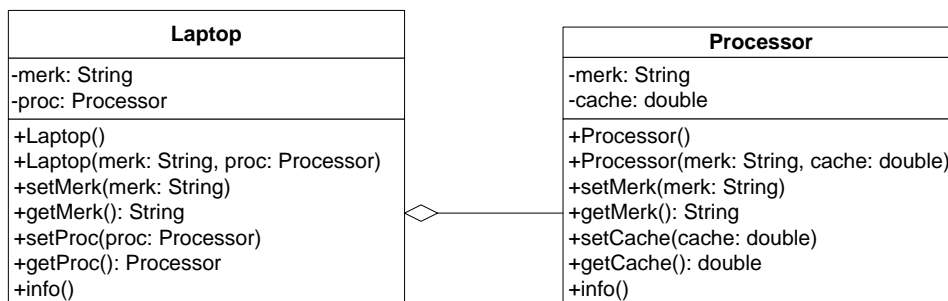 Laptop
-merk: String
-proc: Processor
+Laptop()
+Laptop(merk: String, proc: Processor)
+setMerk(merk: String)
+getMerk(): String
+setProc(proc: Processor)
+getProc(): Processor
+info()
Processor
-merk: String
-cache: double
+Processor()
+Processor(merk: String, cache: double)
+setMerk(merk: String)
+getMerk(): String
+setCache(cache: double)
+getCache(): double
+info()